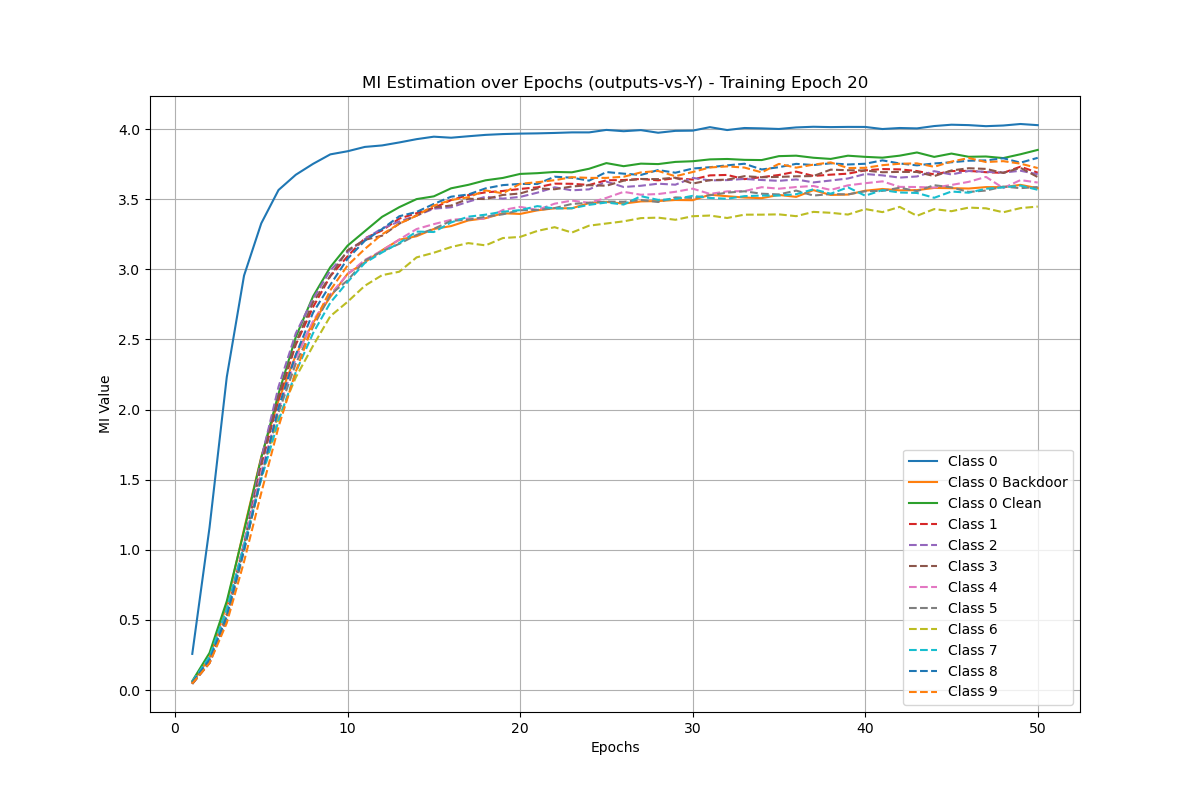 MI Estimation over Epochs (outputs-vs-Y) - Training Epoch 20
MI Value
4.0
3.5
3.0
2.5
2.0
1.5
1.0
0.5
0.0
0
10
20
30
40
50
Epochs
Class 0
Class 0 Backdoor
Class 0 Clean
Class 1
Class 2
Class 3
Class 4
Class 5
Class 6
Class 7
Class 8
Class 9